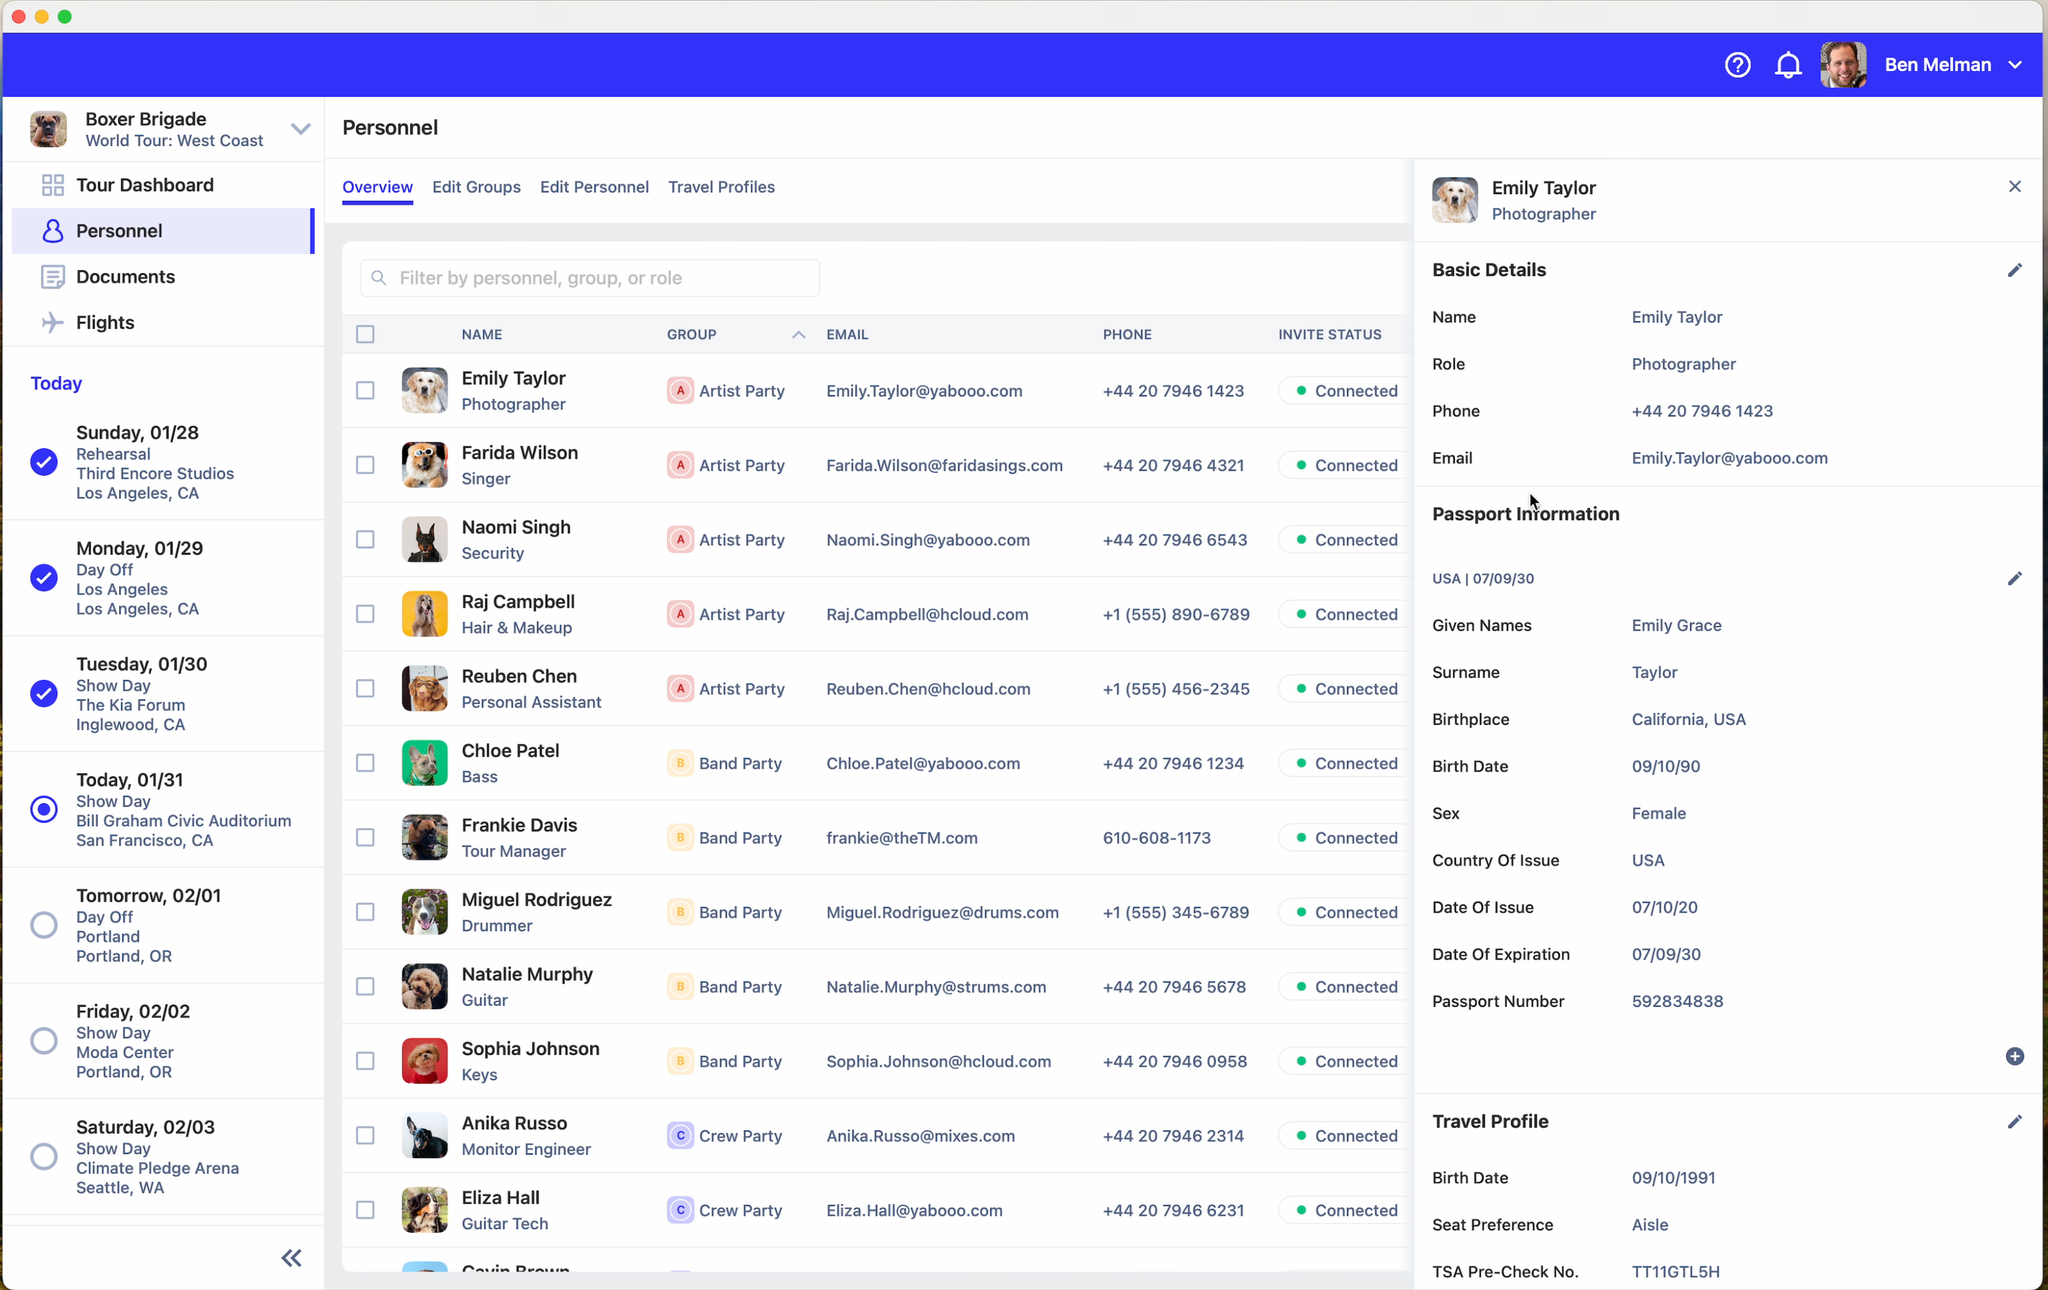 Ben Melman
Boxer Brigade
World Tour: West Coast
Tour Dashboard
Personnel
Documents
Flights
Today
Sunday, 01/28
Rehearsal
Third Encore Studios
Los Angeles, CA
Monday, 01/29
Day Off
Los Angeles
Los Angeles, CA
Tuesday, 01/30
Show Day
The Kia Forum
Inglewood, CA
Today, 01/31
Show Day
Bill Graham Civic Auditorium
San Francisco, CA
Tomorrow, 02/01
Day Off
Portland
Portland, OR
Friday, 02/02
Show Day
Moda Center
Portland, OR
Saturday, 02/03
Show Day
Climate Pledge Arena
Seattle, WA
Personnel
Overview Edit Groups Edit Personnel Travel Profiles
Filter by personnel, group, or role
NAME GROUP EMAIL PHONE INVITE STATUS
Emily Taylor
Photographer
A Artist Party Emily.Taylor@yabooo.com +44 20 7946 1423 Connected
Farida Wilson
Singer
A Artist Party Farida.Wilson@faridasings.com +44 20 7946 4321 Connected
Naomi Singh
Security
A Artist Party Naomi.Singh@yabooo.com +44 20 7946 6543 Connected
Raj Campbell
Hair & Makeup
A Artist Party Raj.Campbell@hcloud.com +1 (555) 890-6789 Connected
Reuben Chen
Personal Assistant
A Artist Party Reuben.Chen@hcloud.com +1 (555) 456-2345 Connected
Chloe Patel
Bass
B Band Party Chloe.Patel@yabooo.com +44 20 7946 1234 Connected
Frankie Davis
Tour Manager
B Band Party frankie@theTM.com 610-608-1173 Connected
Miguel Rodriguez
Drummer
B Band Party Miguel.Rodriguez@drums.com +1 (555) 345-6789 Connected
Natalie Murphy
Guitar
B Band Party Natalie.Murphy@strums.com +44 20 7946 5678 Connected
Sophia Johnson
Keys
B Band Party Sophia.Johnson@hcloud.com +44 20 7946 0958 Connected
Anika Russo
Monitor Engineer
C Crew Party Anika.Russo@mixes.com +44 20 7946 2314 Connected
Eliza Hall
Guitar Tech
C Crew Party Eliza.Hall@yabooo.com +44 20 7946 6231 Connected
Gavin Brown
Emily Taylor
Photographer
Basic Details
Name Emily Taylor
Role Photographer
Phone +44 20 7946 1423
Email Emily.Taylor@yabooo.com
Passport Information
USA | 07/09/30
Given Names Emily Grace
Surname Taylor
Birthplace California, USA
Birth Date 09/10/90
Sex Female
Country Of Issue USA
Date Of Issue 07/10/20
Date Of Expiration 07/09/30
Passport Number 592834838
Travel Profile
Birth Date 09/10/1991
Seat Preference Aisle
TSA Pre-Check No. TT11GTL5H